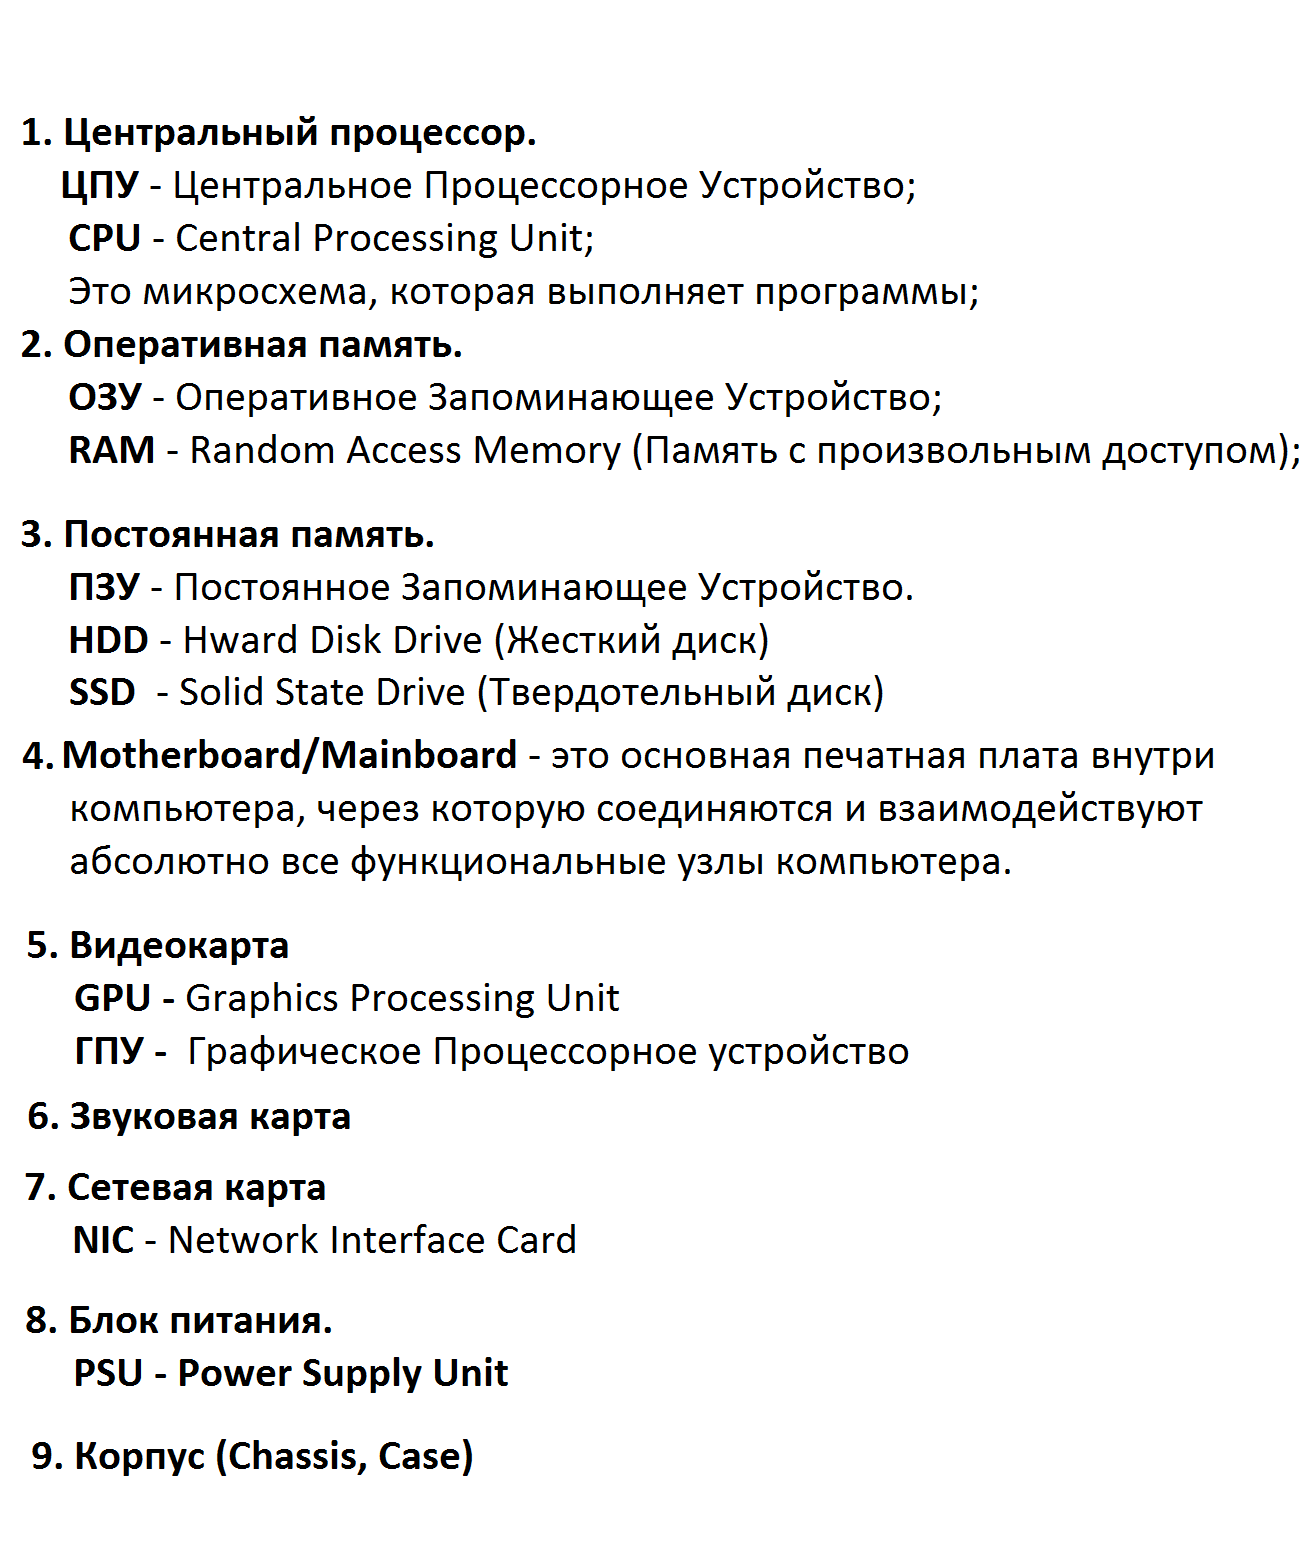 1. Центральный процессор.
ЦПУ - Центральное Процессорное Устройство;
CPU - Central Processing Unit;
Это микросхема, которая выполняет программы;
2. Оперативная память.
ОЗУ - Оперативное Запоминающее Устройство;
RAM - Random Access Memory (Память с произвольным доступом);
3. Постоянная память.
ПЗУ - Постоянное Запоминающее Устройство.
HDD - Hward Disk Drive (Жесткий диск)
SSD - Solid State Drive (Твердотельный диск)
4. Motherboard/Mainboard - это основная печатная плата внутри
компьютера, через которую соединяются и взаимодействуют
абсолютно все функциональные узлы компьютера.
5. Видеокарта
GPU - Graphics Processing Unit
ГПУ - Графическое Процессорное устройство
6. Звуковая карта
7. Сетевая карта
NIC - Network Interface Card
8. Блок питания.
PSU - Power Supply Unit
9. Корпус (Chassis, Case)